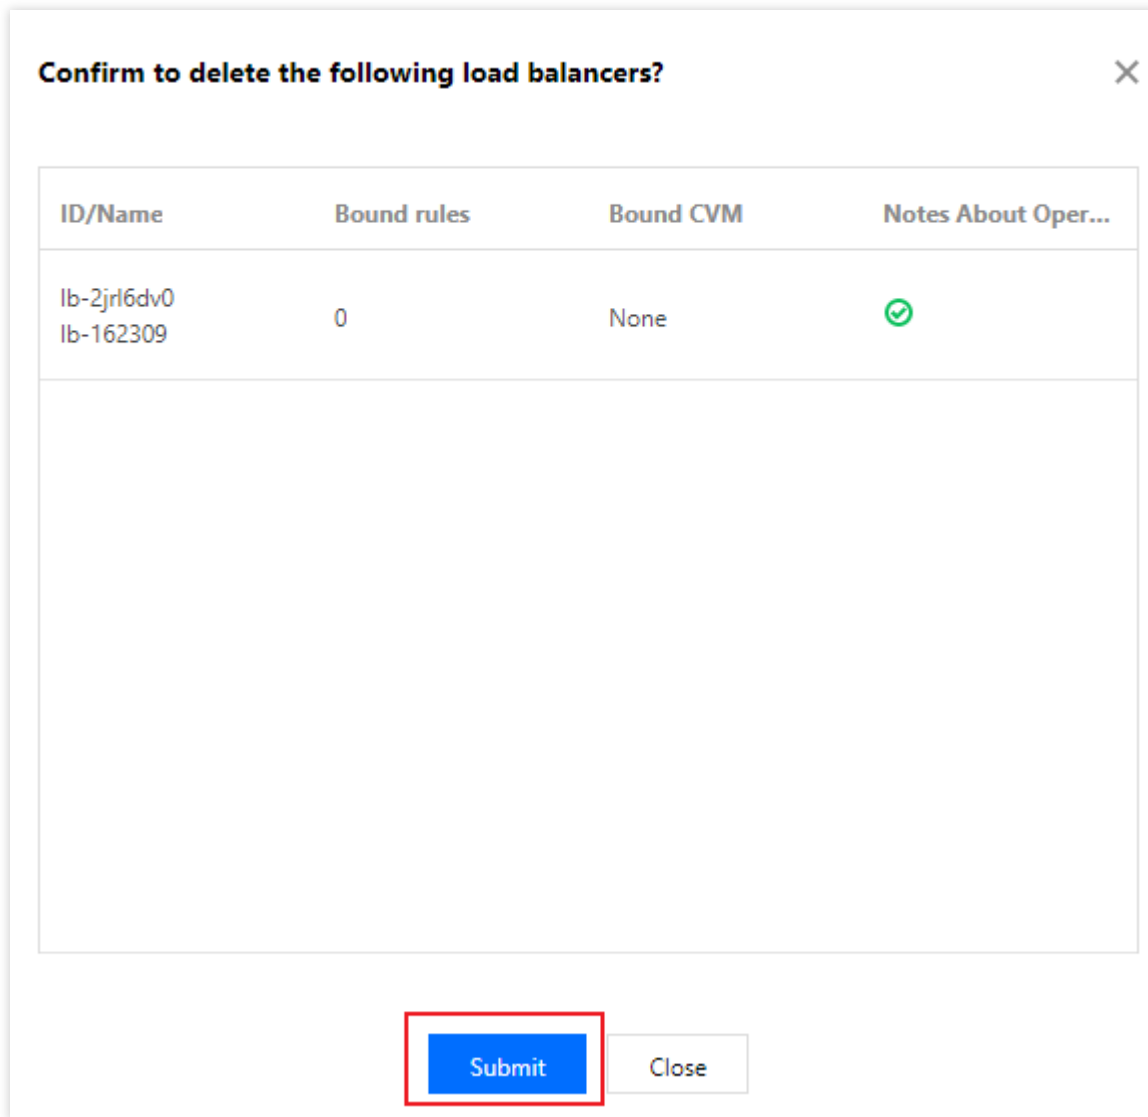 Confirm to delete the following load balancers?
ID/Name Bound rules Bound CVM Notes About Oper...
lb-2jrl6dv0
lb-162309
0 None
Submit Close